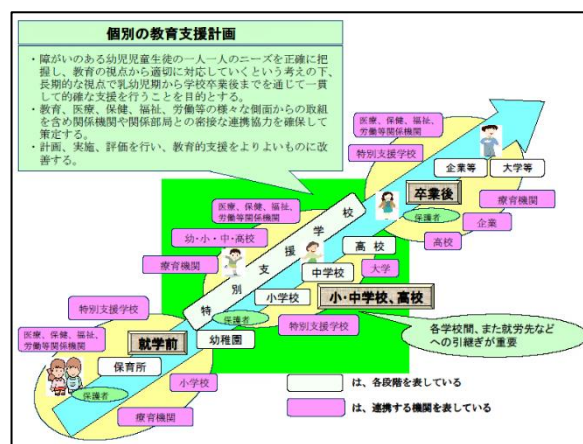 個別の教育支援計画
・障がいのある幼児児童生徒の一人一人のニーズを正確に把
握し、教育の視点から適切に対応していくという考えの下、
長期的な視点で乳幼児期から学校卒業後までを通じて一貫
して的確な支援を行うことを目的とする。
・教育、医療、保健、福祉、労働等の様々な側面からの取組
を含め関係機関や関係部局との密接な連携協力を確保して
策定する。
・計画、実施、評価を行い、教育的支援をよりよいものに改
善する。
医療、保健、福祉、
労働等関係機関
特別支援学校
企業等
大学等
卒業後
療育機関
保護者
企業
高校
医療、保健、福祉、
労働等関係機関
幼・小・中・高校
療育機関
特別支援学校
高校
中学校
大学
小学校
小・中学校、高校
保護者
特別支援学校
特別支援学校
就学前
幼稚園
医療、保健、福祉、
労働等関係機関
保育所
小学校
保護者
療育機関
各学校間、また就労先など
への引継ぎが重要
は、各段階を表している
は、連携する機関を表している